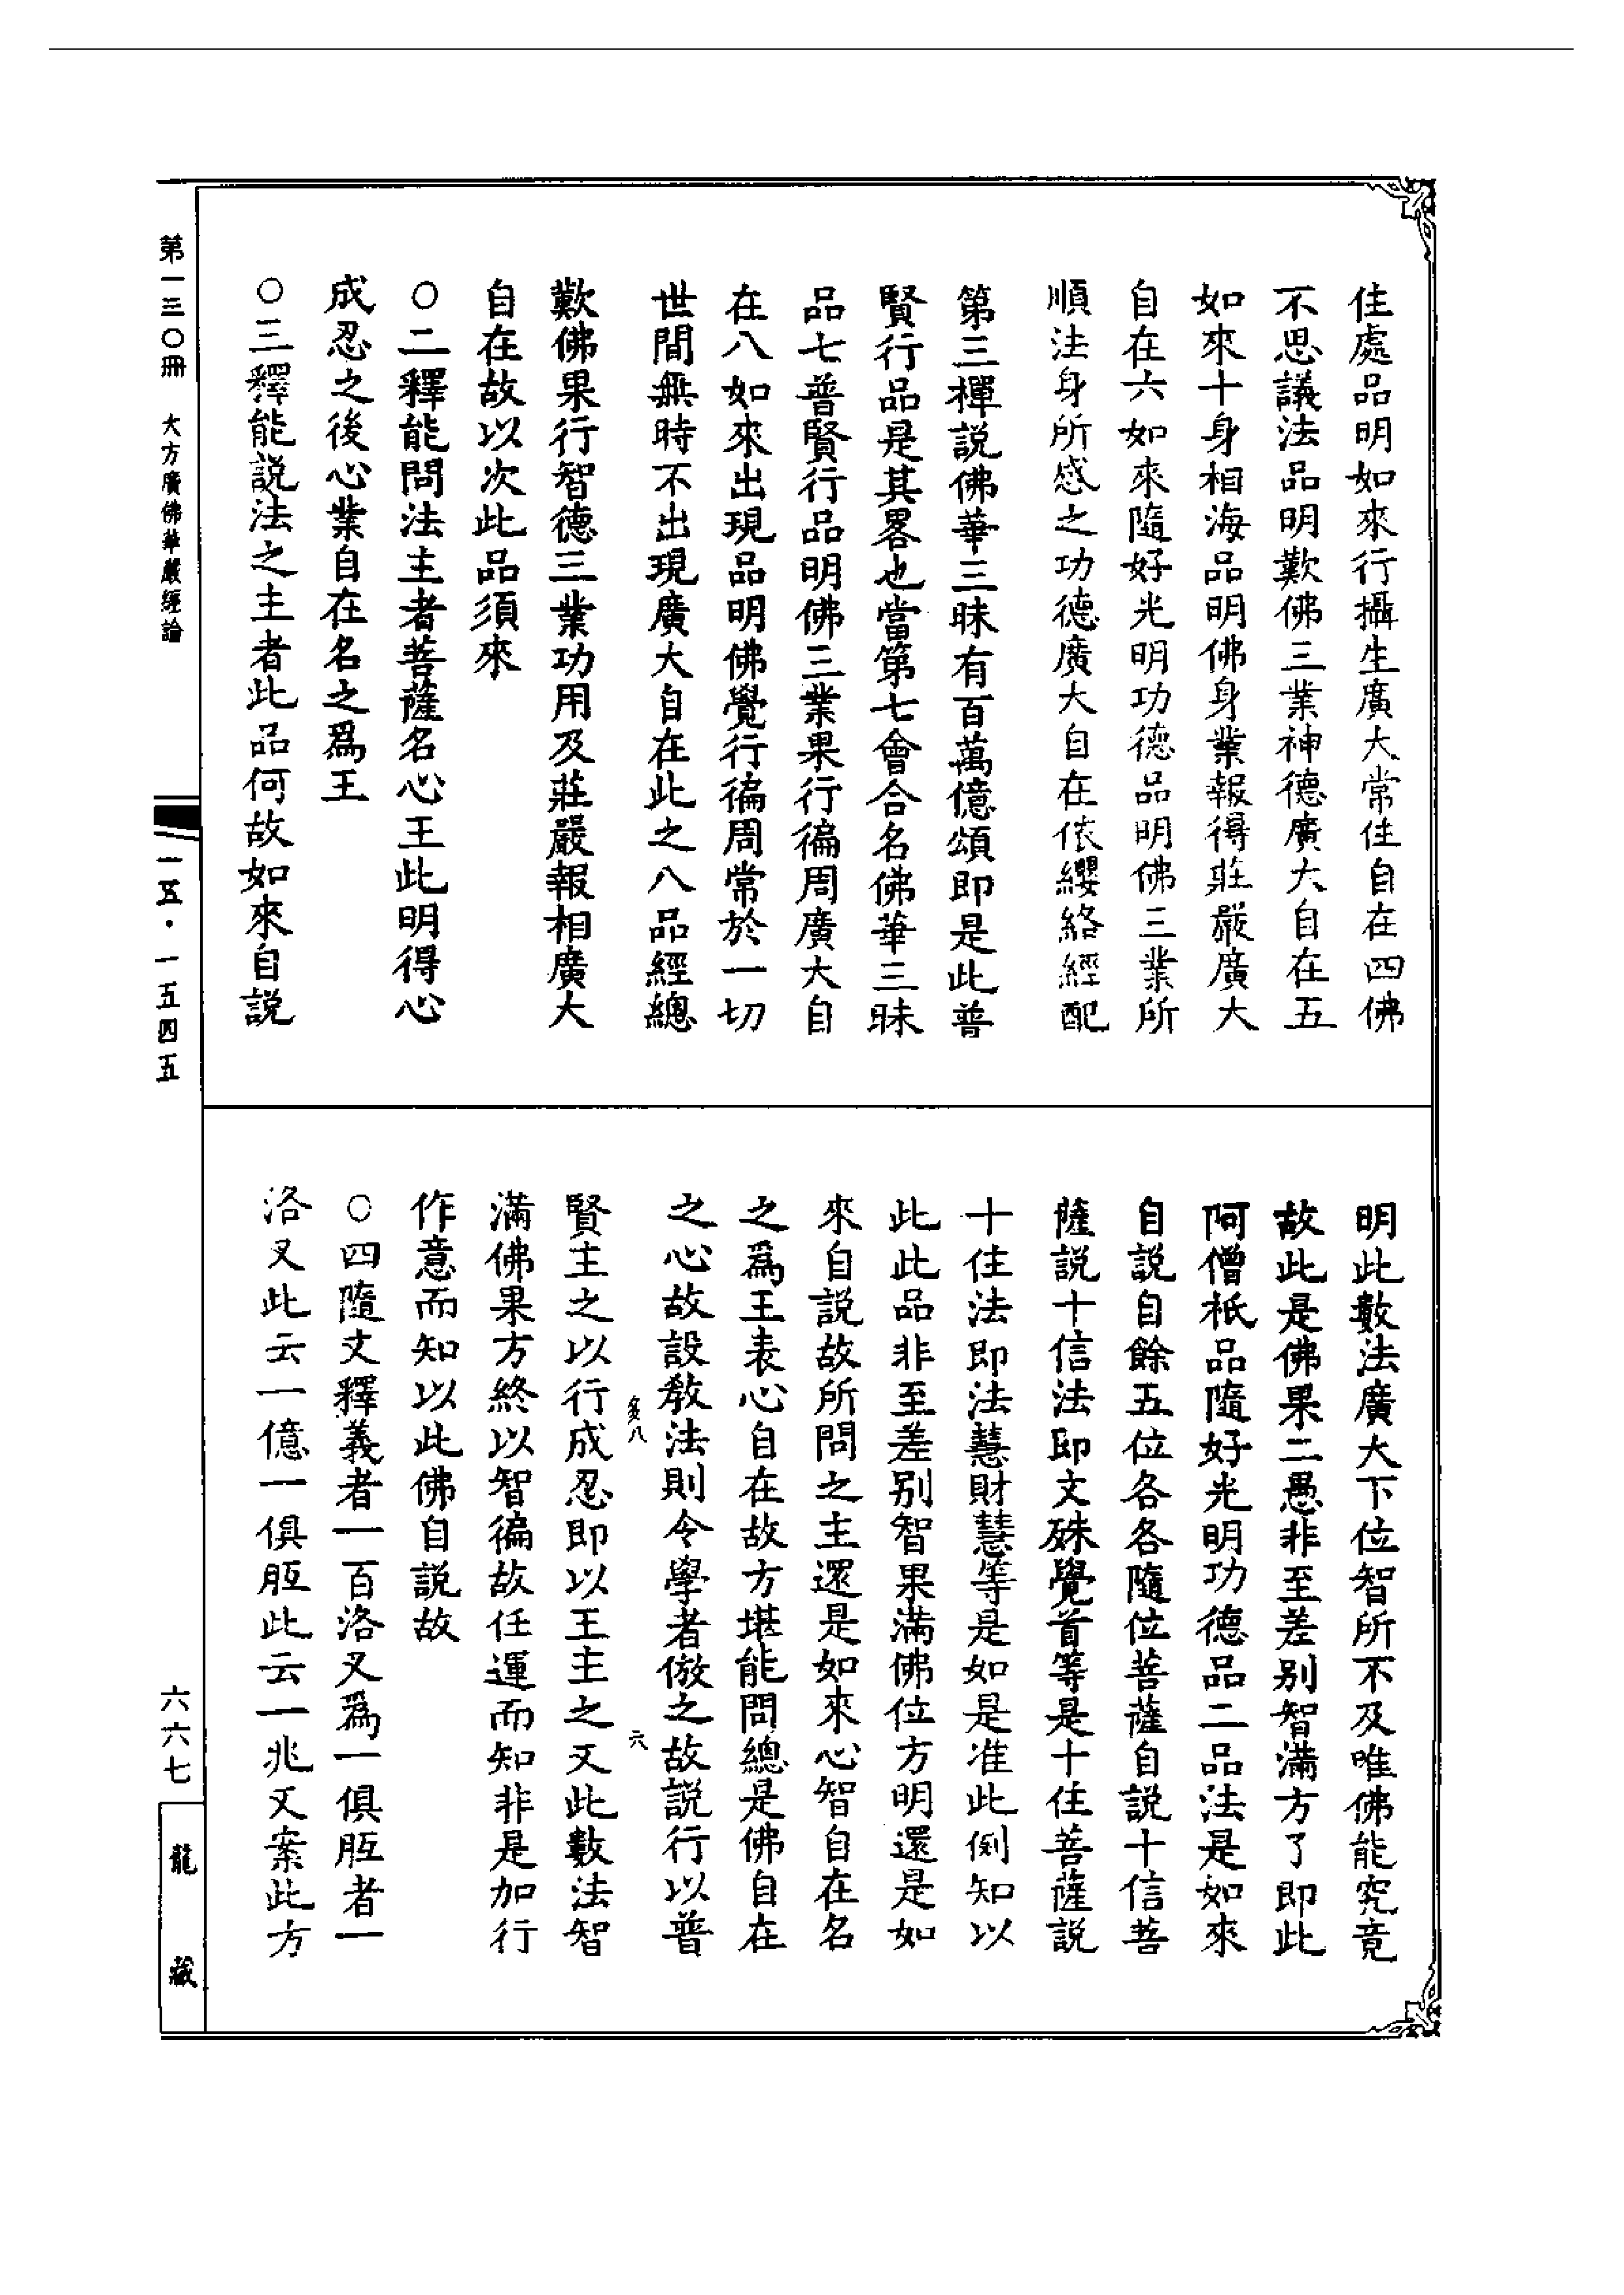 住處品明如來行攝生廣大常住自在四佛
不思議法品明歎佛三業神德廣大自在五
如來十身相海品明佛身業報得莊嚴廣大
自在六如來隨好光明功德品明佛三業所
順法身所感之功德廣大自在依纓絡經配
第三禪說佛華三昧有百萬億頌即是此普
賢行品是其畧也當第七會合名佛華三昧
品七普賢行品明佛三業果行徧周廣大自
在八如來出現品明佛覺行徧周常於一切
世間無時不出現廣大自在此之八品經總
歎佛果行智德三業功用及莊嚴報相廣大
自在故以次此品須來
○二釋能問法主者菩薩名心王此明得心
成忍之後心業自在名之爲王
○三釋能說法之主者此品何故如來自說
明此數法廣大下位智所不及唯佛能究竟
故此是佛果二愚非至差别智滿方了即此
阿僧祇品隨好光明功德品二品法是如來
自說自餘五位各各隨位菩薩自說十信菩
薩說十信法即文殊覺首等是十住菩薩說
十住法即法慧財慧等是如是准此例知以
此此品非至差别智果滿佛位方明還是如
來自說故所問之主還是如來心智自在名
之爲王表心自在故方堪能問總是佛自在
之心故設教法則令學者倣之故說行以普
賢主之以行成忍即以王主之又此數法智
滿佛果方終以智徧故任運而知非是加行
作意而知以此佛自說故
○四隨文釋義者一百洛叉爲一俱胝者一
洛叉此云一億一俱胝此云一兆又案此方
多八
六
第一三〇冊 大方廣佛華嚴經論
一五·一五四五
六六七
龍藏